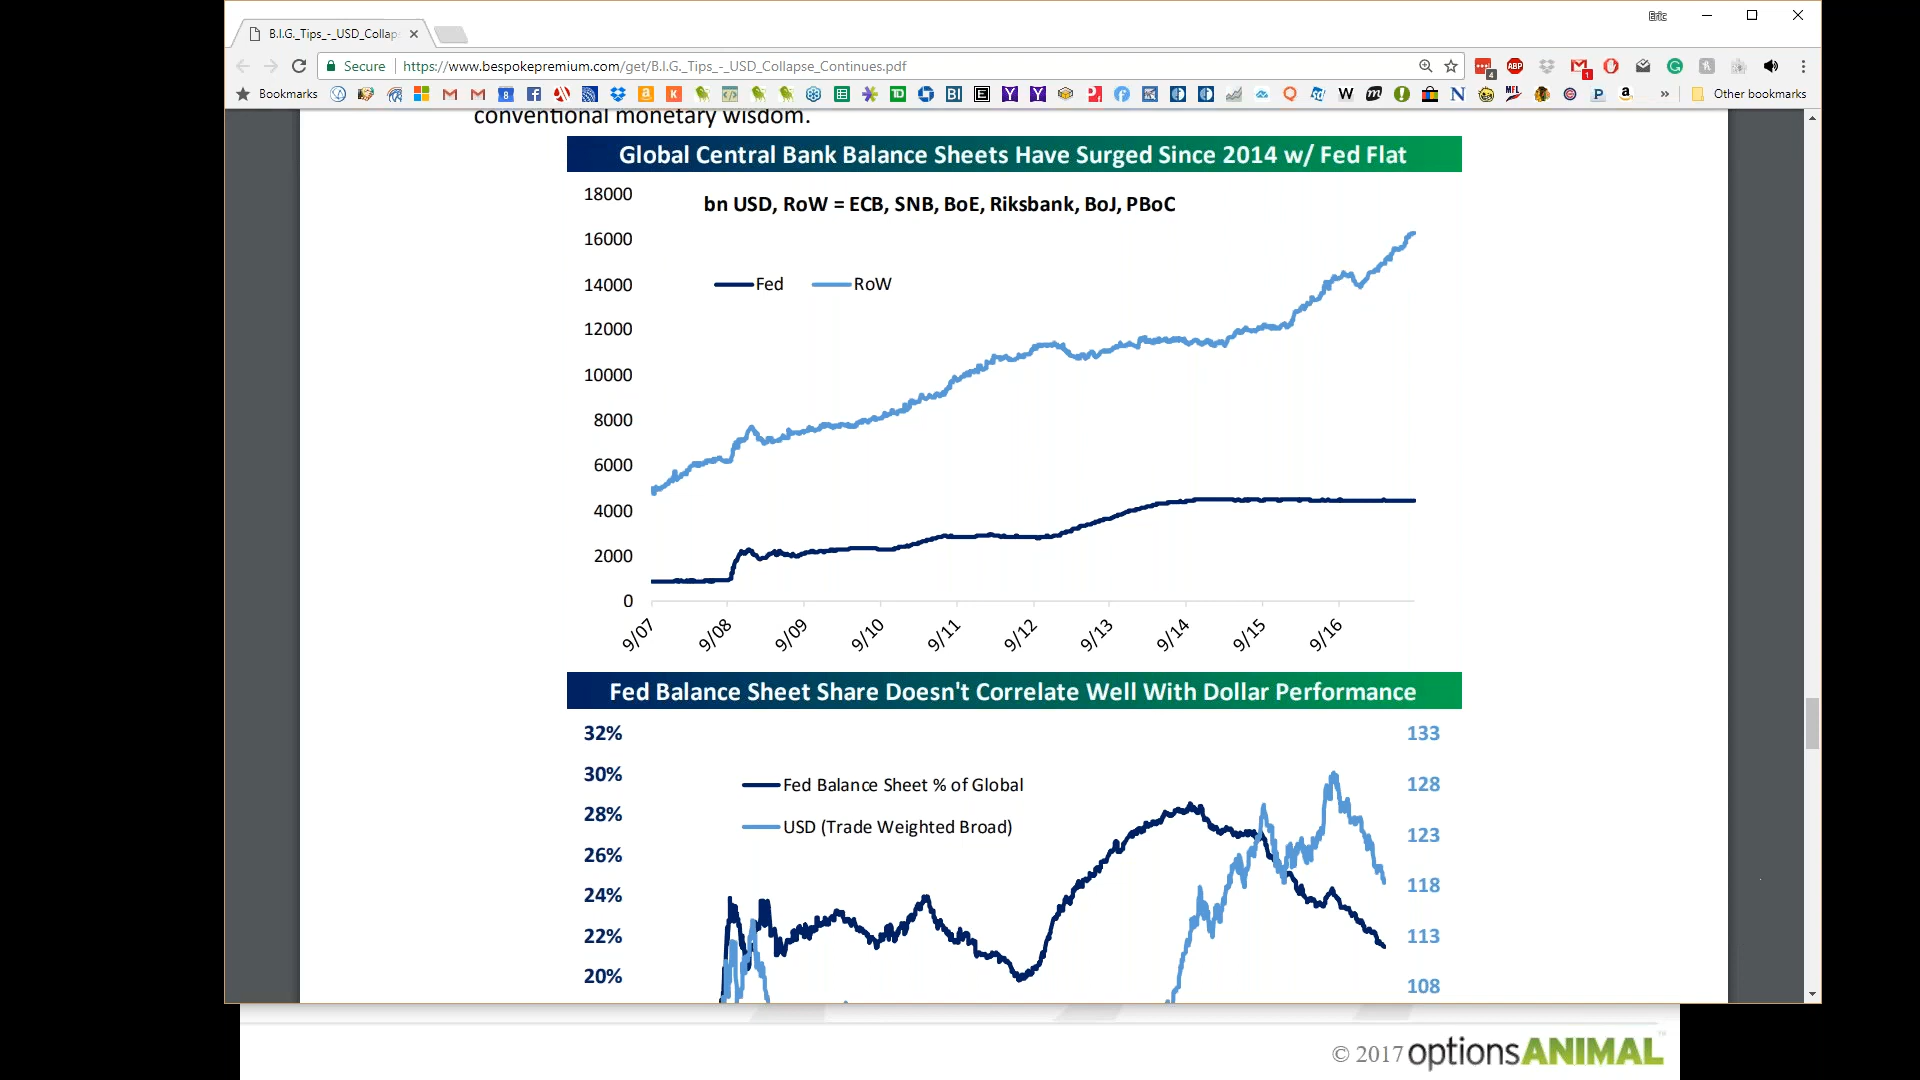 B.I.G._Tips_-_USD_Collap
Eric
Secure
https://www.bespokepremium.com/get/B.I.G._Tips_-_USD_Collapse_Continues.pdf
Bookmarks
Other bookmarks
conventional monetary wisdom.
Global Central Bank Balance Sheets Have Surged Since 2014 w/ Fed Flat
bn USD, RoW = ECB, SNB, BoE, Riksbank, BoJ, PBoC
Fed
RoW
18000
16000
14000
12000
10000
8000
6000
4000
2000
0
9/07
9/08
9/09
9/10
9/11
9/12
9/13
9/14
9/15
9/16
Fed Balance Sheet Share Doesn't Correlate Well With Dollar Performance
Fed Balance Sheet % of Global
USD (Trade Weighted Broad)
32%
30%
28%
26%
24%
22%
20%
133
128
123
118
113
108
© 2017 optionsANIMAL